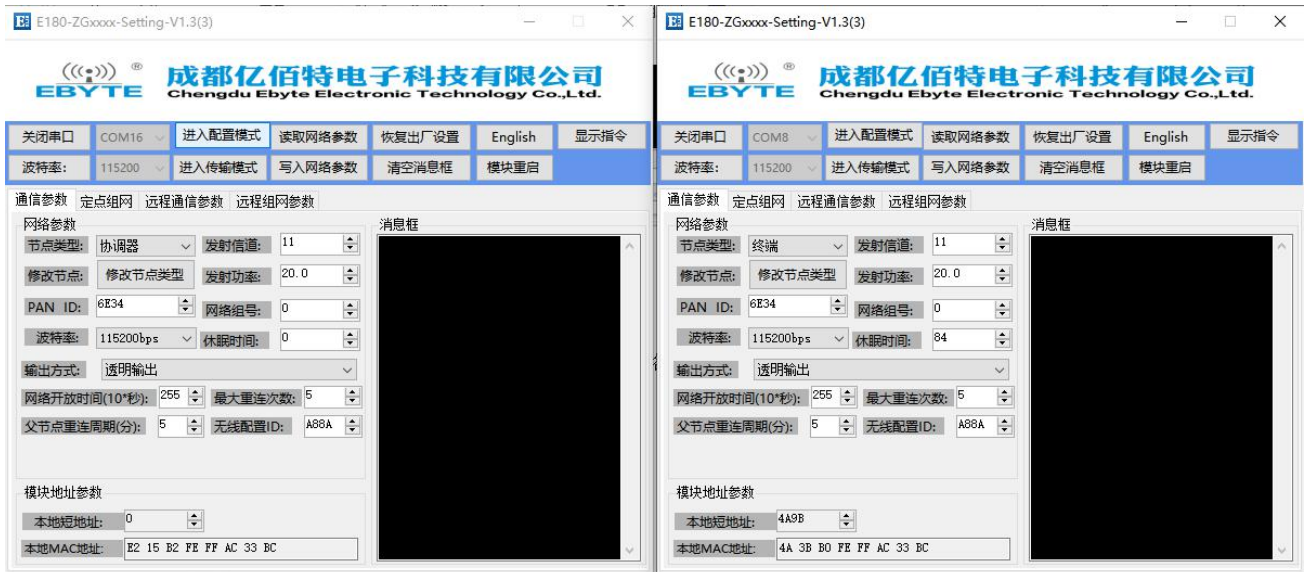 E180-ZGxxxx-Setting-V1.3(3)
EBYTE ®
成都亿佰特电子科技有限公司
Chengdu Ebyte Electronic Technology Co.,Ltd.
关闭串口 COM16 进入配置模式 读取网络参数 恢复出厂设置 English 显示指令
波特率: 115200 进入传输模式 写入网络参数 清空消息框 模块重启
通信参数 定点组网 远程通信参数 远程组网参数
网络参数 消息框
节点类型: 协调器 发射信道: 11
修改节点: 修改节点类型 发射功率: 20.0
PAN ID: 6E34 网络组号: 0
波特率: 115200bps 休眠时间: 0
输出方式: 透明输出
网络开放时间(10*秒): 255 最大重连次数: 5
父节点重连周期(分): 5 无线配置ID: A88A
模块地址参数
本地短地址: 0
本地MAC地址: E2 15 B2 FE FF AC 33 BC
E180-ZGxxxx-Setting-V1.3(3)
EBYTE ®
成都亿佰特电子科技有限公司
Chengdu Ebyte Electronic Technology Co.,Ltd.
关闭串口 COM8 进入配置模式 读取网络参数 恢复出厂设置 English 显示指令
波特率: 115200 进入传输模式 写入网络参数 清空消息框 模块重启
通信参数 定点组网 远程通信参数 远程组网参数
网络参数 消息框
节点类型: 终端 发射信道: 11
修改节点: 修改节点类型 发射功率: 20.0
PAN ID: 6E34 网络组号: 0
波特率: 115200bps 休眠时间: 84
输出方式: 透明输出
网络开放时间(10*秒): 255 最大重连次数: 5
父节点重连周期(分): 5 无线配置ID: A88A
模块地址参数
本地短地址: 4A9B
本地MAC地址: 4A 3B B0 FE FF AC 33 BC